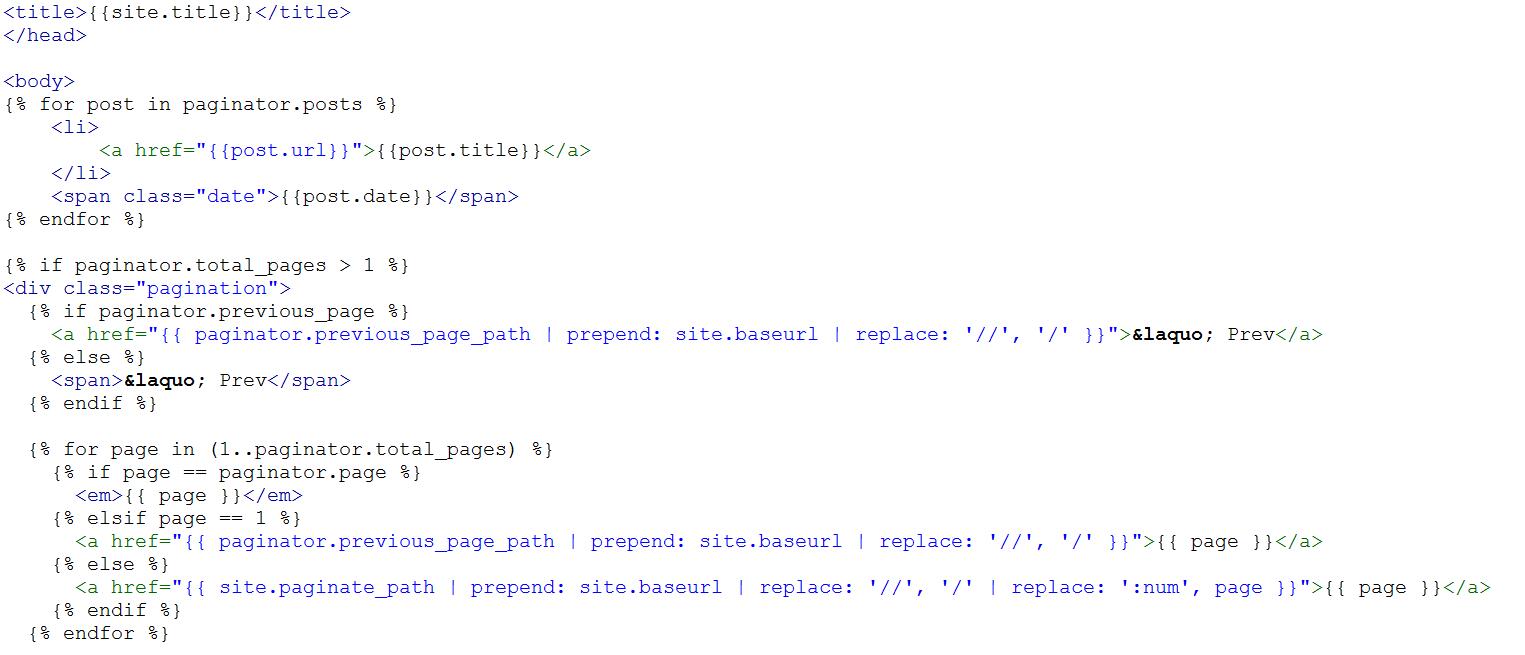 <title>{{site.title}}</title>
</head>

<body>
{% for post in paginator.posts %}
    <li>
        <a href="{{post.url}}">{{post.title}}</a>
    </li>
    <span class="date">{{post.date}}</span>
{% endfor %}

{% if paginator.total_pages > 1 %}
<div class="pagination">
  {% if paginator.previous_page %}
    <a href="{{ paginator.previous_page_path | prepend: site.baseurl | replace: '//', '/' }}">&laquo; Prev</a>
  {% else %}
    <span>&laquo; Prev</span>
  {% endif %}

  {% for page in (1..paginator.total_pages) %}
    {% if page == paginator.page %}
      <em>{{ page }}</em>
    {% elsif page == 1 %}
      <a href="{{ paginator.previous_page_path | prepend: site.baseurl | replace: '//', '/' }}">{{ page }}</a>
    {% else %}
      <a href="{{ site.paginate_path | prepend: site.baseurl | replace: '//', '/' | replace: ':num', page }}">{{ page }}</a>
    {% endif %}
  {% endfor %}